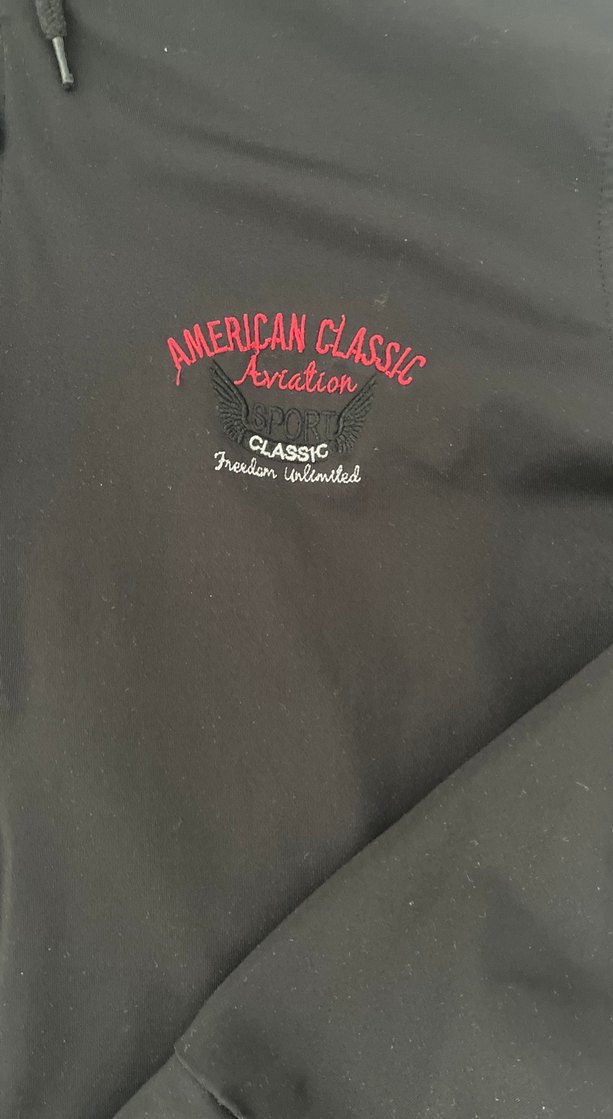 AMERICAN CLASSIC
Aviation
SPORT
CLASSIC
Freedom Unlimited